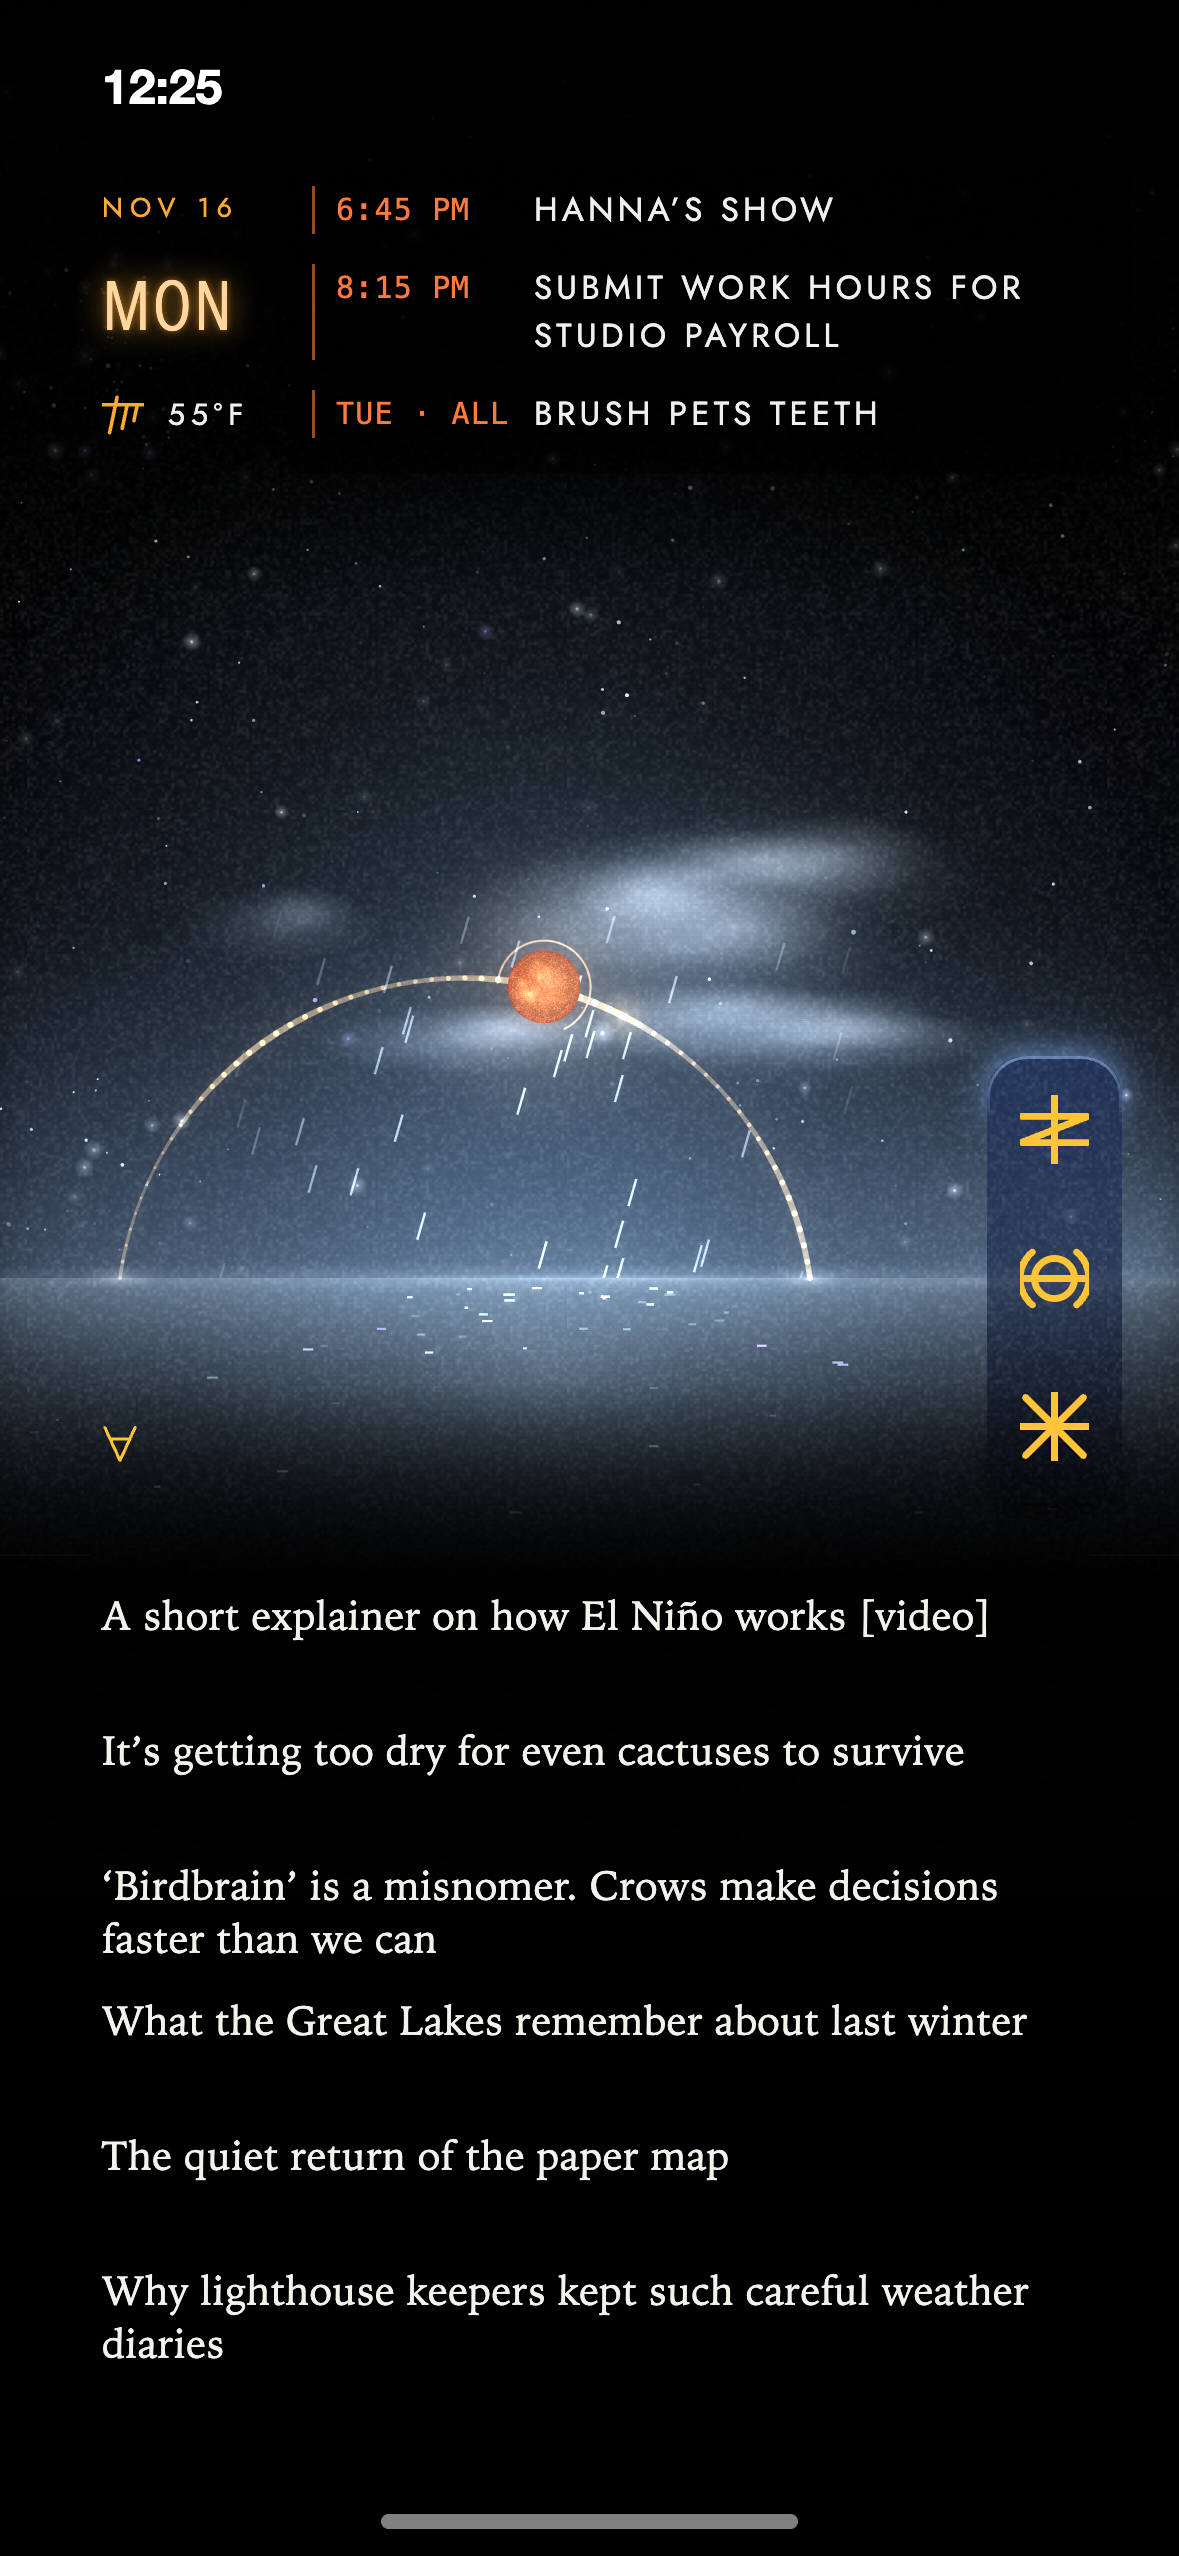 12:25
NOV 16
MON
55°F
6:45 PM HANNA’S SHOW
8:15 PM SUBMIT WORK HOURS FOR
STUDIO PAYROLL
TUE · ALL BRUSH PETS TEETH
A short explainer on how El Niño works [video]
It’s getting too dry for even cactuses to survive
‘Birdbrain’ is a misnomer. Crows make decisions
faster than we can
What the Great Lakes remember about last winter
The quiet return of the paper map
Why lighthouse keepers kept such careful weather
diaries